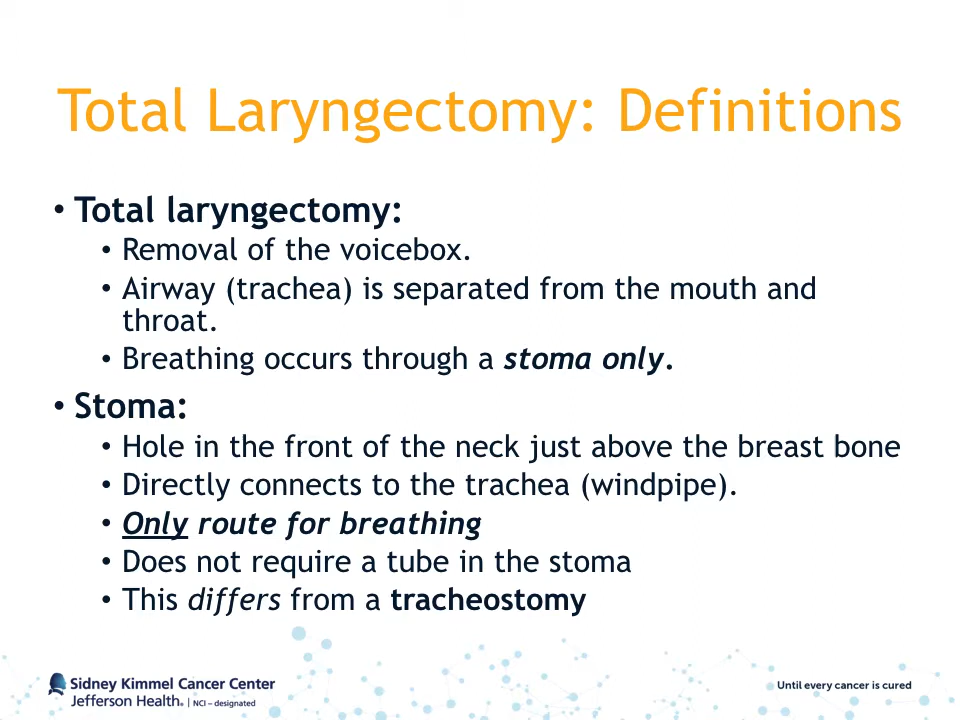 Total Laryngectomy: Definitions
• Total laryngectomy:
• Removal of the voicebox.
• Airway (trachea) is separated from the mouth and
throat.
• Breathing occurs through a stoma only.
• Stoma:
• Hole in the front of the neck just above the breast bone
• Directly connects to the trachea (windpipe).
• Only route for breathing
• Does not require a tube in the stoma
• This differs from a tracheostomy
Sidney Kimmel Cancer Center
Jefferson Health® | NCI – designated
Until every cancer is cured